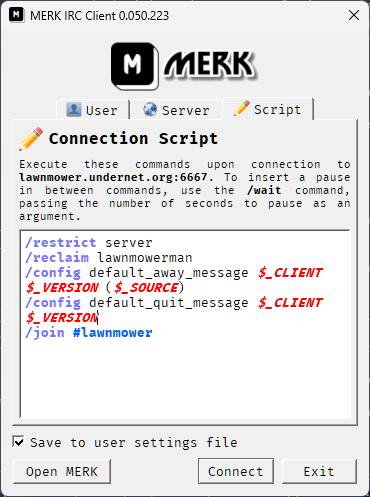 MERK IRC Client 0.050.223
M MERK
User Server Script
Connection Script
Execute these commands upon connection to
lawnmower.undernet.org:6667. To insert a pause
in between commands, use the /wait command,
passing the number of seconds to pause as an
argument.
/restrict server
/reclaim lawnmowerman
/config default_away_message $_CLIENT
$_VERSION ($_SOURCE)
/config default_quit_message $_CLIENT
$_VERSION
/join #lawnmower
Save to user settings file
Open MERK Connect Exit